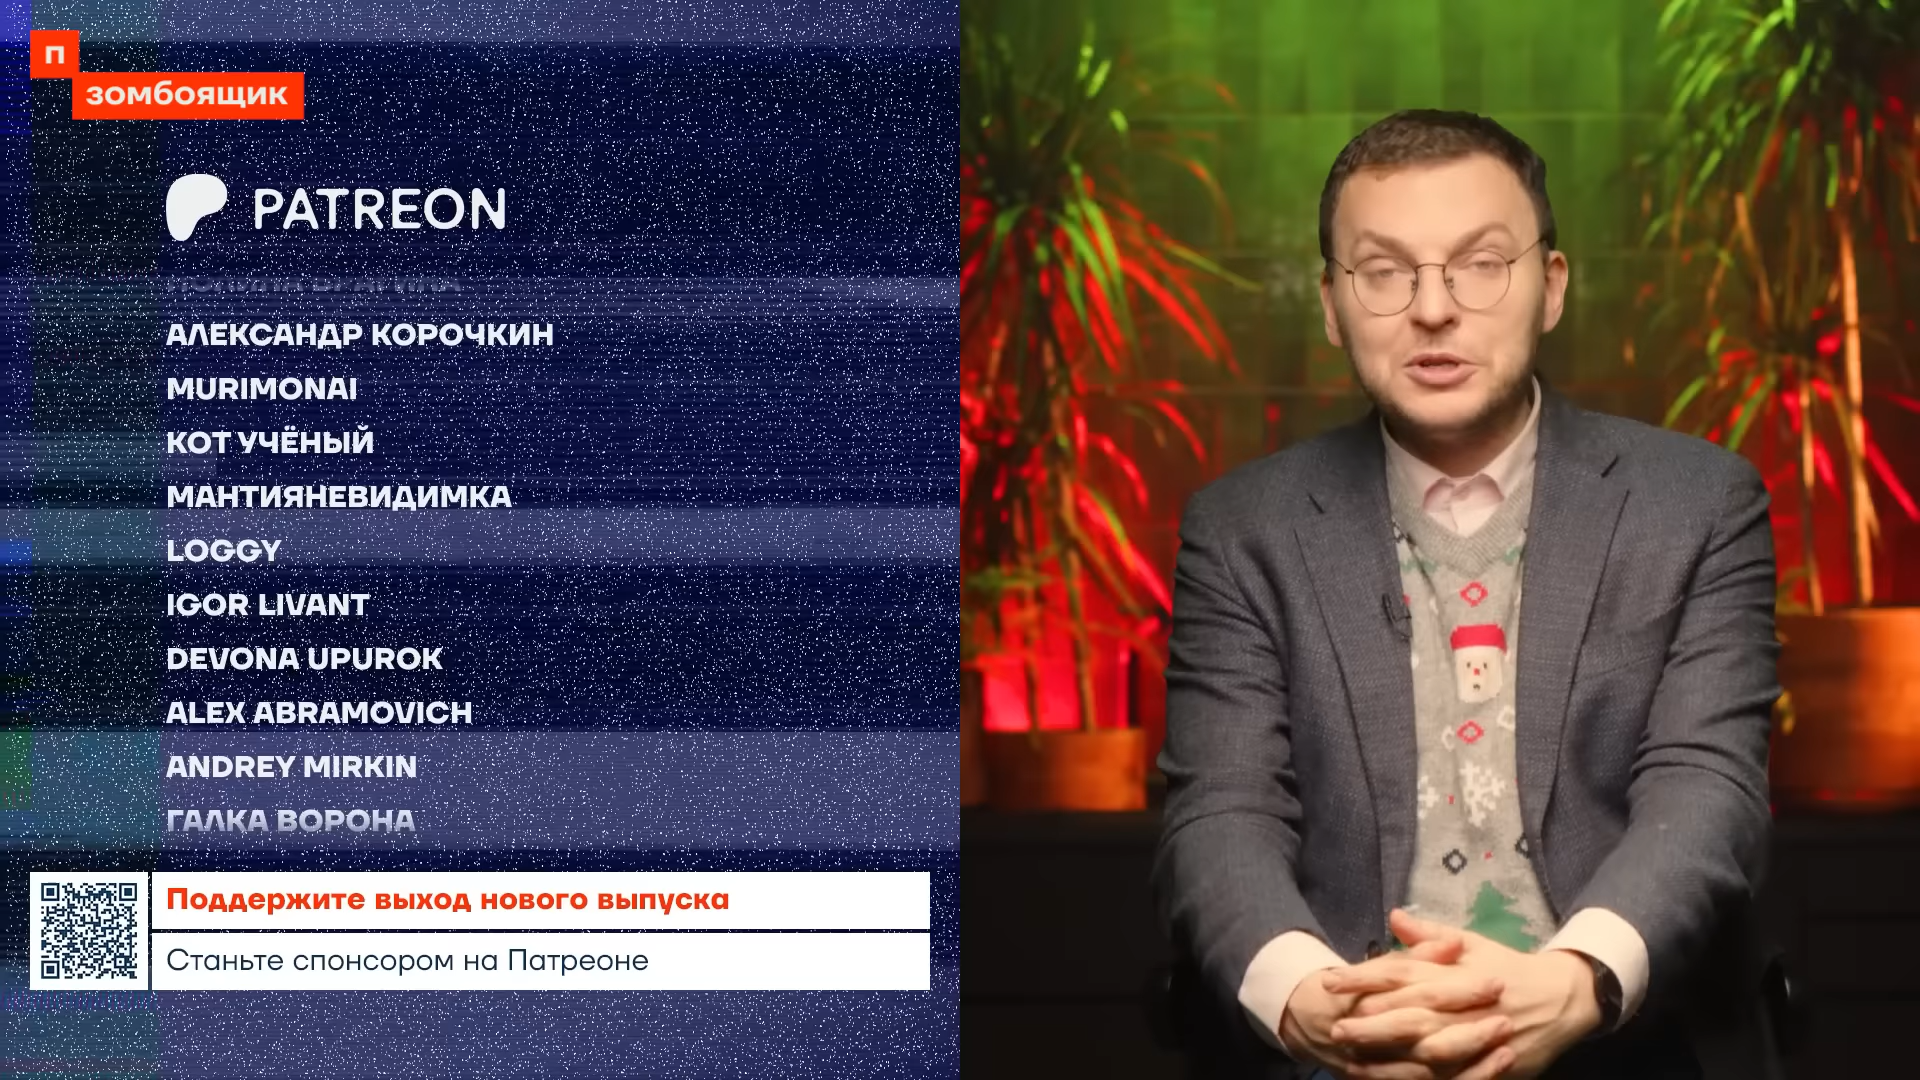 п
зомбоящик
PATREON
АЛЕКСАНДР КОРОЧКИН
MURIMONAI
КОТ УЧЁНЫЙ
МАНТИЯНЕВИДИМКА
LOGGY
IGOR LIVANT
DEVONA UPUROK
ALEX ABRAMOVICH
ANDREY MIRKIN
ГАЛКА ВОРОНА
Поддержите выход нового выпуска
Станьте спонсором на Патреоне